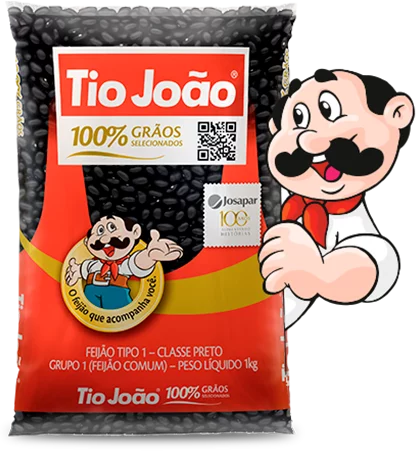 Tio João®
100% GRÃOS
SELECIONADOS
Josapar
100
O feijão que acompanha você!
FEIJÃO TIPO 1 – CLASSE PRETO
GRUPO 1 (FEIJÃO COMUM) – PESO LÍQUIDO 1kg
Tio João® 100% GRÃOS
SELECIONADOS